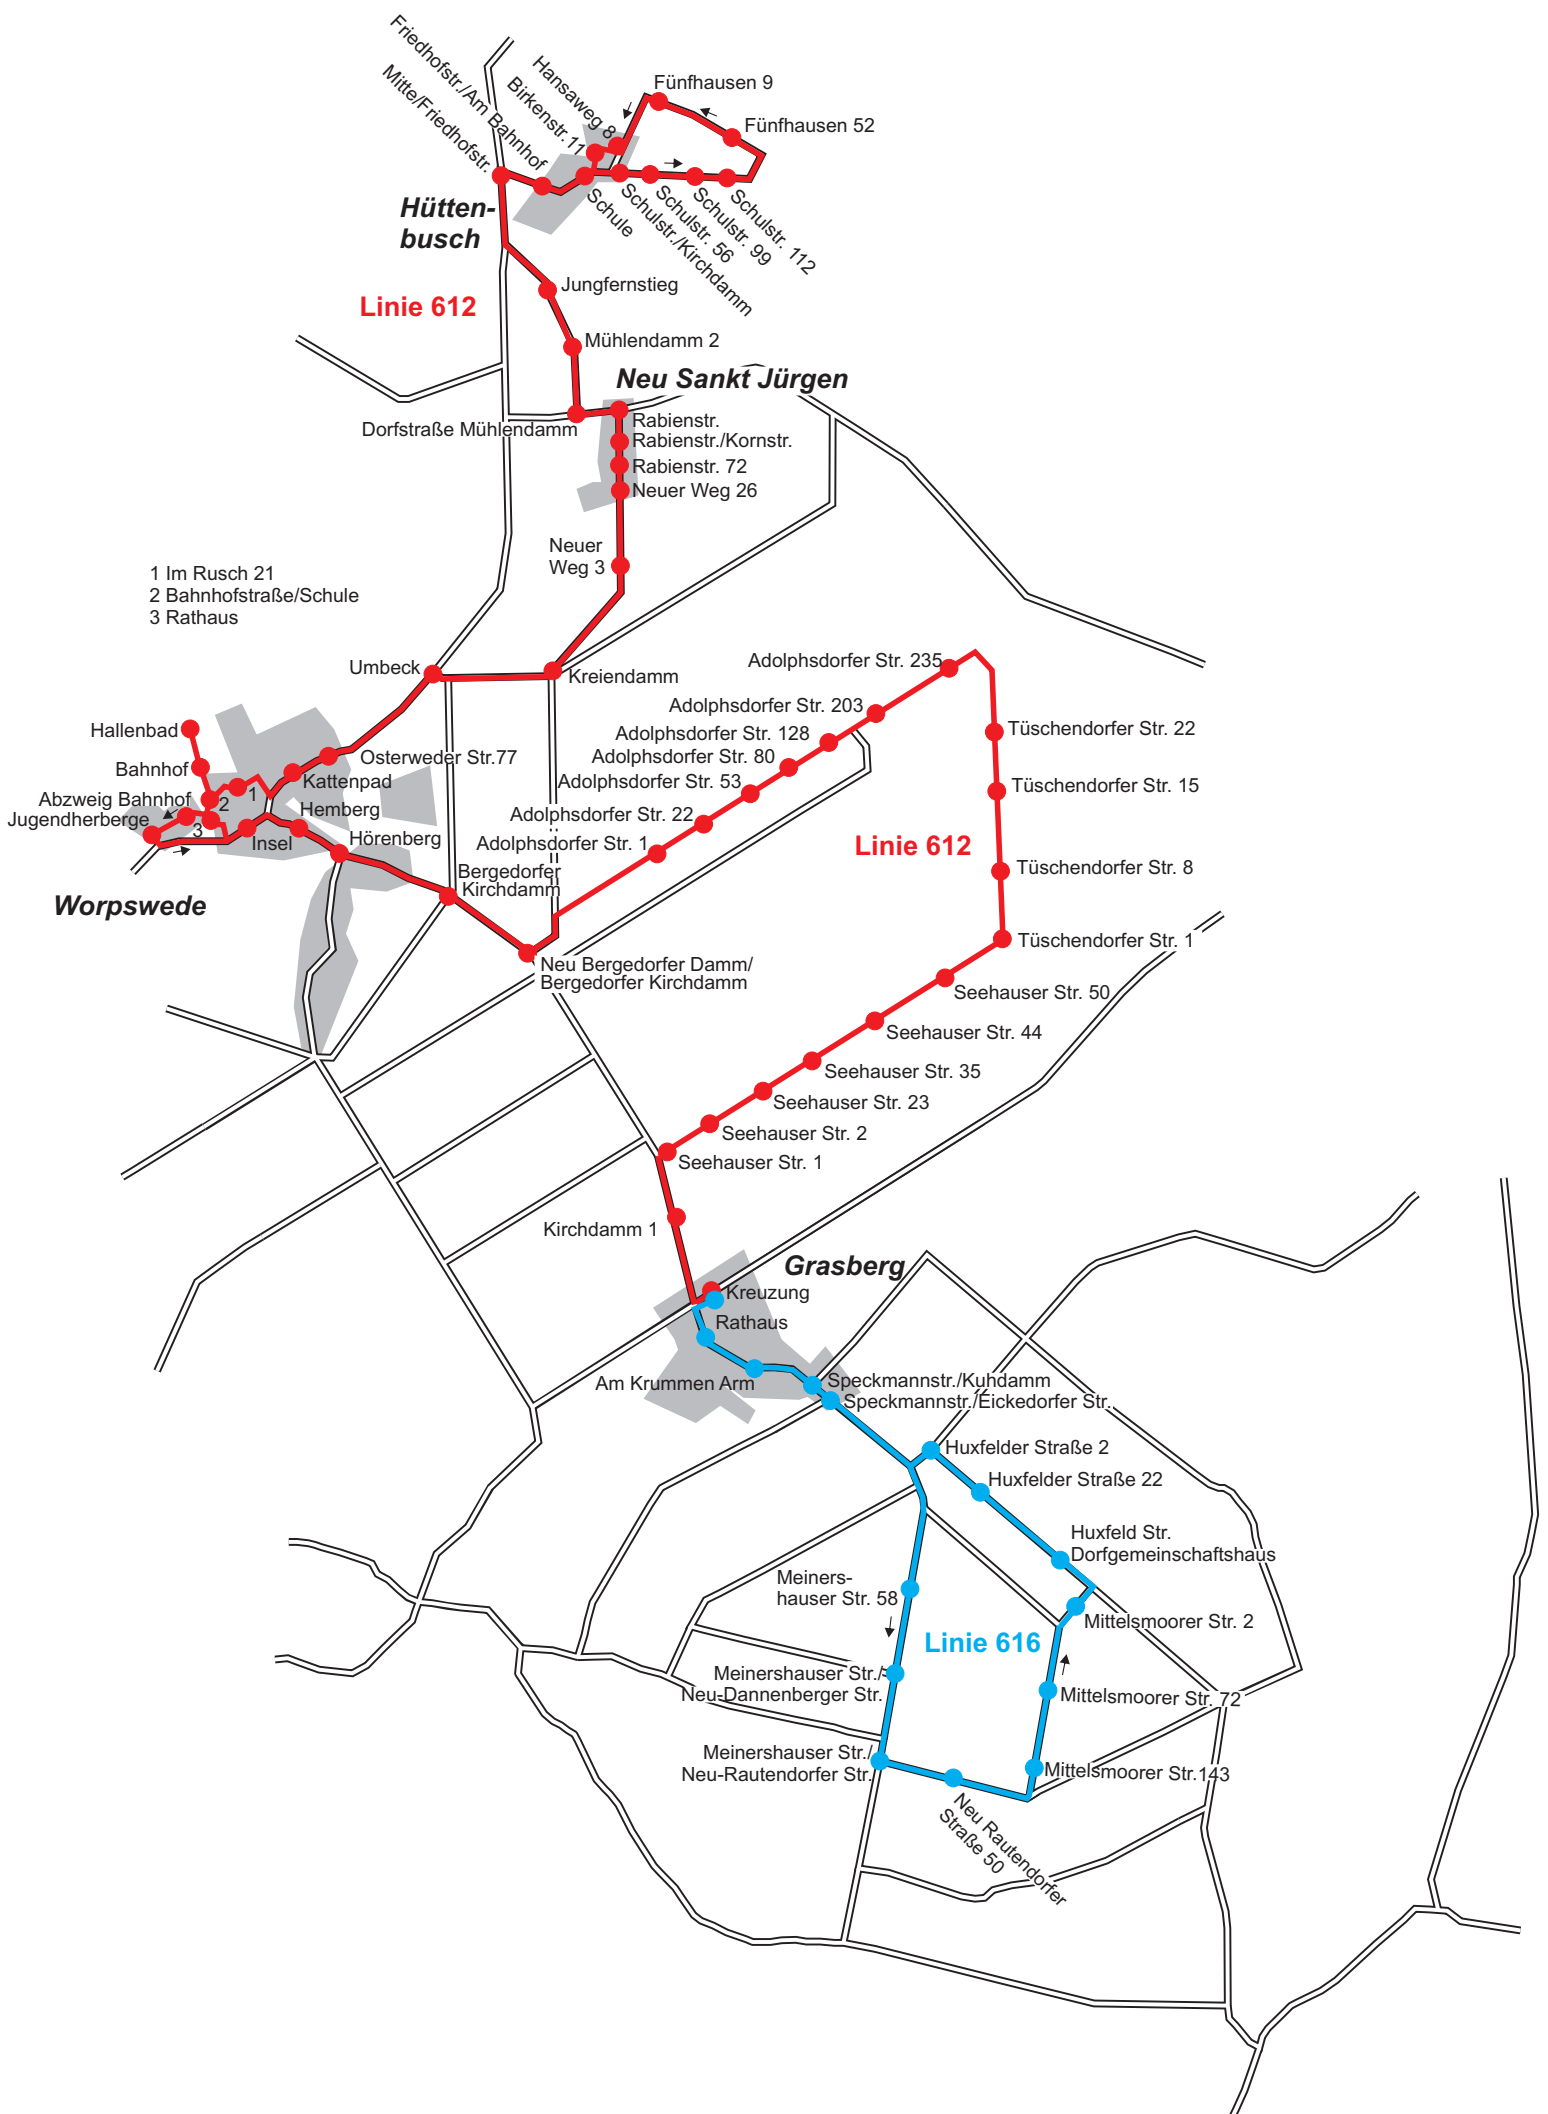 Friedhofstr./Am Bahnhof
Mitte/Friedhofstr.
Hansaweg 8
Birkenstr.11
Fünfhausen 9
Fünfhausen 52
Schule
Schulstr./Kirchdamm
Schulstr. 56
Schulstr. 99
Schulstr. 112
Hütten-
busch
Jungfernstieg
Linie 612
Mühlendamm 2
Neu Sankt Jürgen
Dorfstraße Mühlendamm
Rabienstr.
Rabienstr./Kornstr.
Rabienstr. 72
Neuer Weg 26
Neuer
Weg 3
1 Im Rusch 21
2 Bahnhofstraße/Schule
3 Rathaus
Umbeck
Kreiendamm
Adolphsdorfer Str. 235
Adolphsdorfer Str. 203
Adolphsdorfer Str. 128
Adolphsdorfer Str. 80
Adolphsdorfer Str. 53
Adolphsdorfer Str. 22
Adolphsdorfer Str. 1
Tüschendorfer Str. 22
Tüschendorfer Str. 15
Tüschendorfer Str. 8
Tüschendorfer Str. 1
Linie 612
Hallenbad
Bahnhof
Abzweig Bahnhof
Jugendherberge
Osterweder Str.77
Kattenpad
Hemberg
1
2
3
Insel
Hörenberg
Bergedorfer
Kirchdamm
Worpswede
Neu Bergedorfer Damm/
Bergedorfer Kirchdamm
Seehauser Str. 50
Seehauser Str. 44
Seehauser Str. 35
Seehauser Str. 23
Seehauser Str. 2
Seehauser Str. 1
Kirchdamm 1
Grasberg
Kreuzung
Rathaus
Am Krummen Arm
Speckmannstr./Kuhdamm
Speckmannstr./Eickedorfer Str.
Huxfelder Straße 2
Huxfelder Straße 22
Huxfeld Str.
Dorfgemeinschaftshaus
Meiners-
hauser Str. 58
Mittelsmoorer Str. 2
Linie 616
Meinershauser Str./
Neu-Dannenberger Str.
Mittelsmoorer Str. 72
Meinershauser Str./
Neu-Rautendorfer Str.
Mittelsmoorer Str.143
Neu Rautendorfer
Straße 50